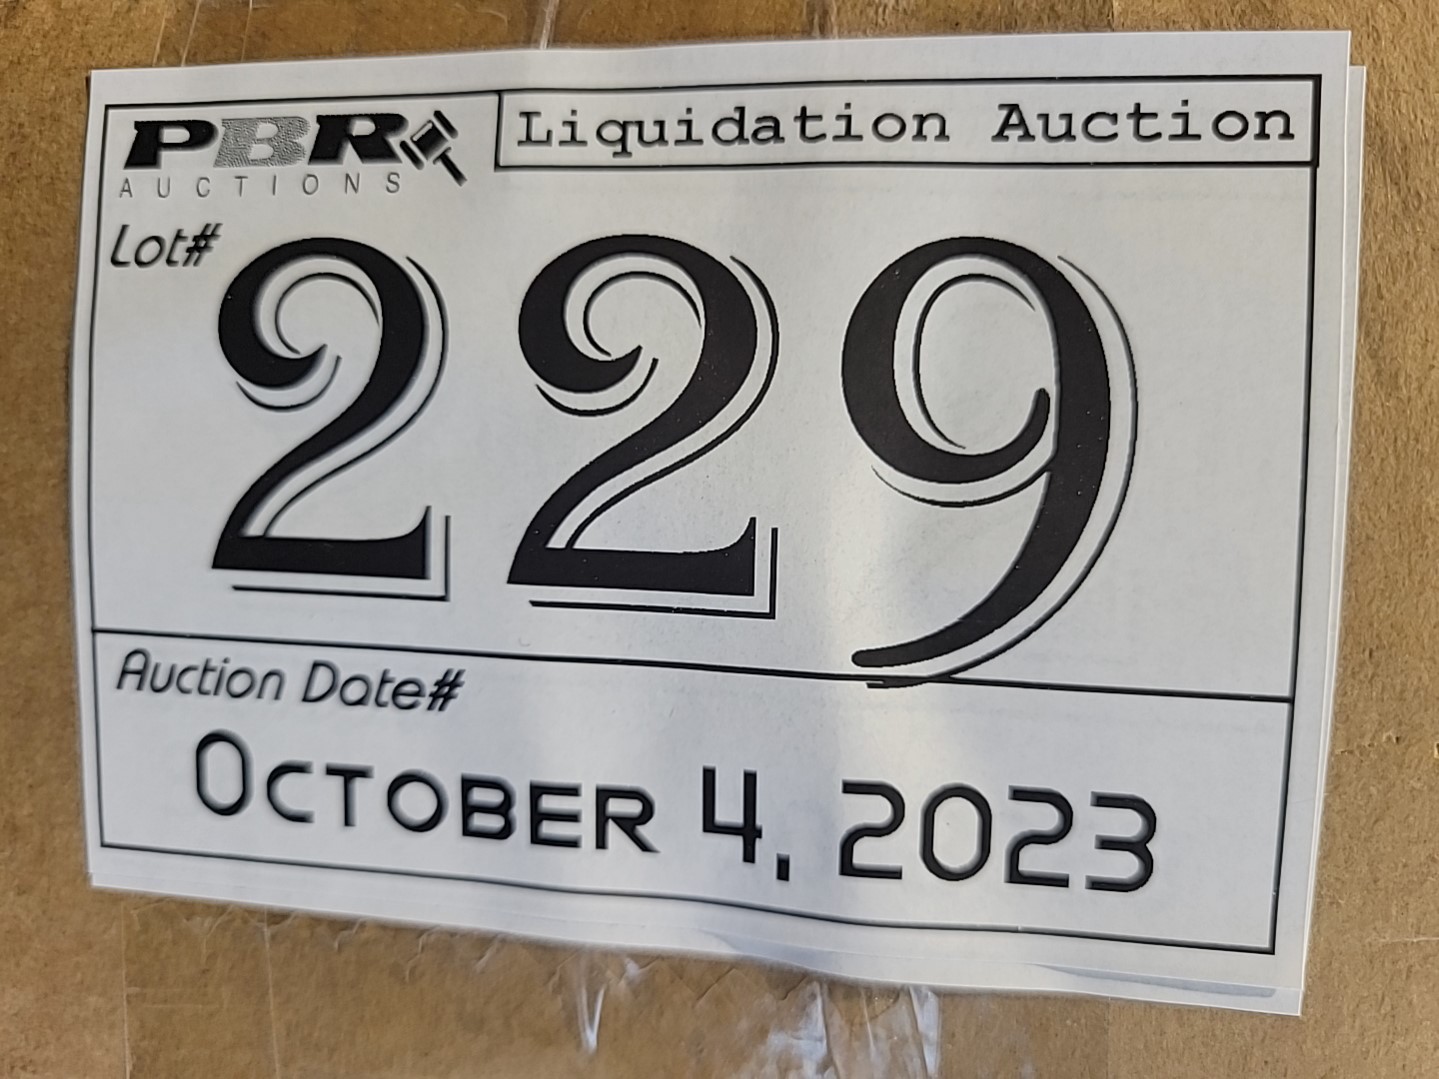 PBR
AUCTIONS
Liquidation Auction
Lot#
229
Auction Date#
October 4, 2023